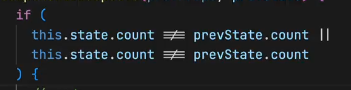 if (
this.state.count !== prevState.count ||
this.state.count !== prevState.count
) {